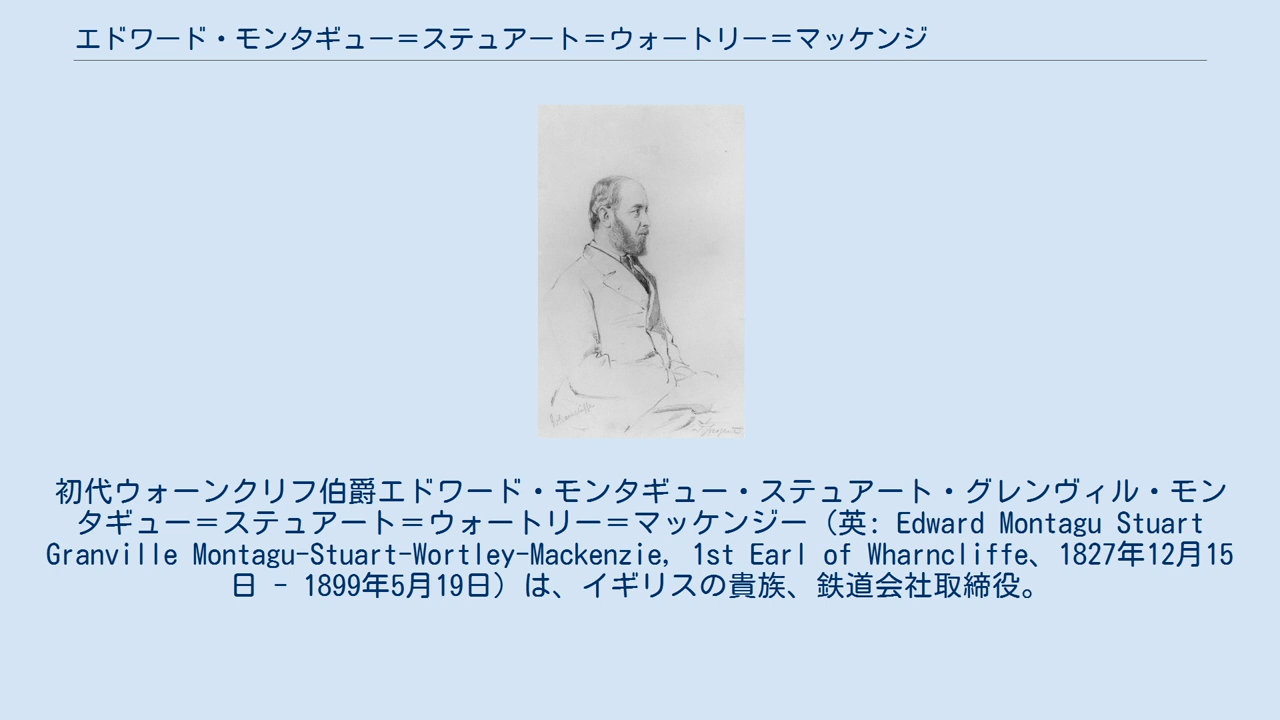 エドワード・モンタギュー＝ステュアート＝ウォートリー＝マッケンジ
初代ウォーンクリフ伯爵エドワード・モンタギュー・ステュアート・グレンヴィル・モン
タギュー＝ステュアート＝ウォートリー＝マッケンジー（英: Edward Montagu Stuart
Granville Montagu-Stuart-Wortley-Mackenzie, 1st Earl of Wharncliffe、1827年12月15
日 - 1899年5月19日）は、イギリスの貴族、鉄道会社取締役。